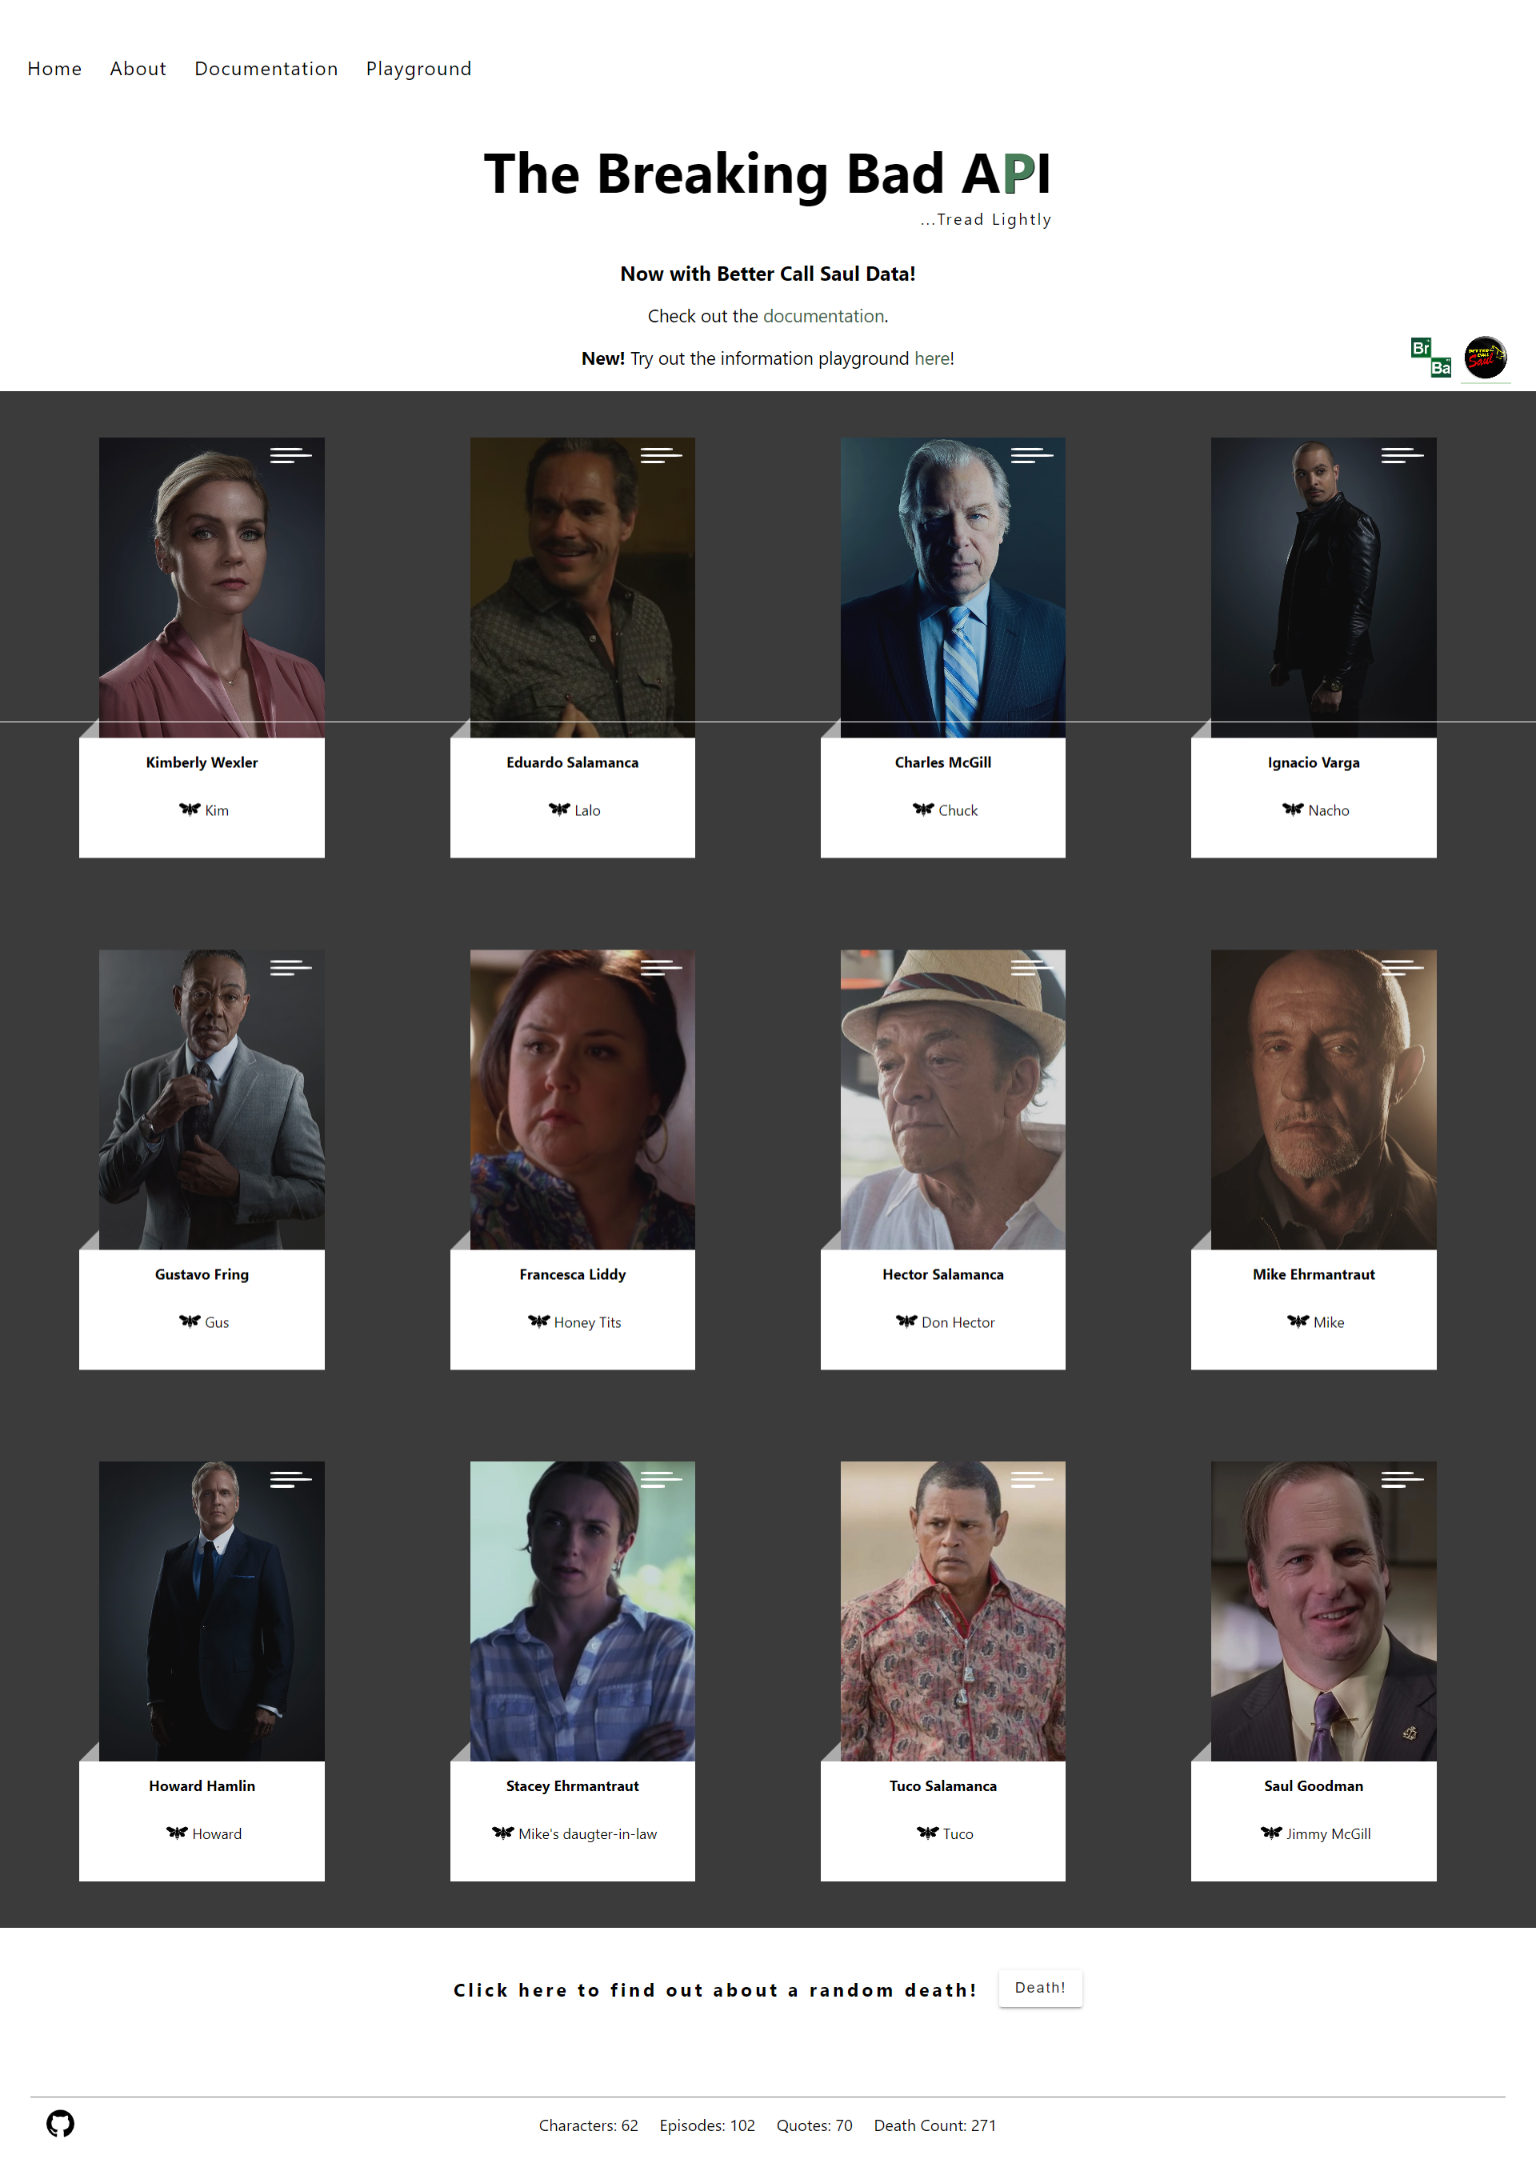 Home About Documentation Playground
The Breaking Bad API
...Tread Lightly
Now with Better Call Saul Data!
Check out the documentation.
New! Try out the information playground here!
Br
Ba
BETTER
CALL
Saul
Kimberly Wexler
Kim
Eduardo Salamanca
Lalo
Charles McGill
Chuck
Ignacio Varga
Nacho
Gustavo Fring
Gus
Francesca Liddy
Honey Tits
Hector Salamanca
Don Hector
Mike Ehrmantraut
Mike
Howard Hamlin
Howard
Stacey Ehrmantraut
Mike's daugter-in-law
Tuco Salamanca
Tuco
Saul Goodman
Jimmy McGill
Click here to find out about a random death! Death!
Characters: 62 Episodes: 102 Quotes: 70 Death Count: 271